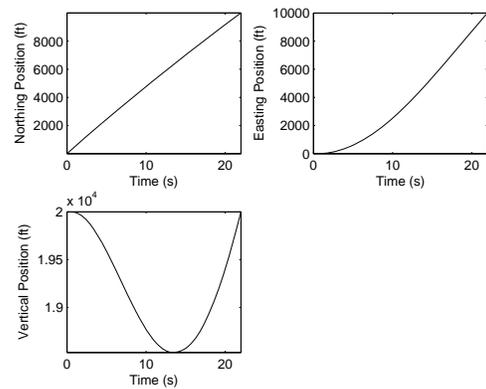 Northing Position (ft)
8000
6000
4000
2000
0 10 20
Time (s)
Easting Position (ft)
10000
8000
6000
4000
2000
0
0 10 20
Time (s)
x 10^4
Vertical Position (ft)
2
1.95
1.9
0 10 20
Time (s)